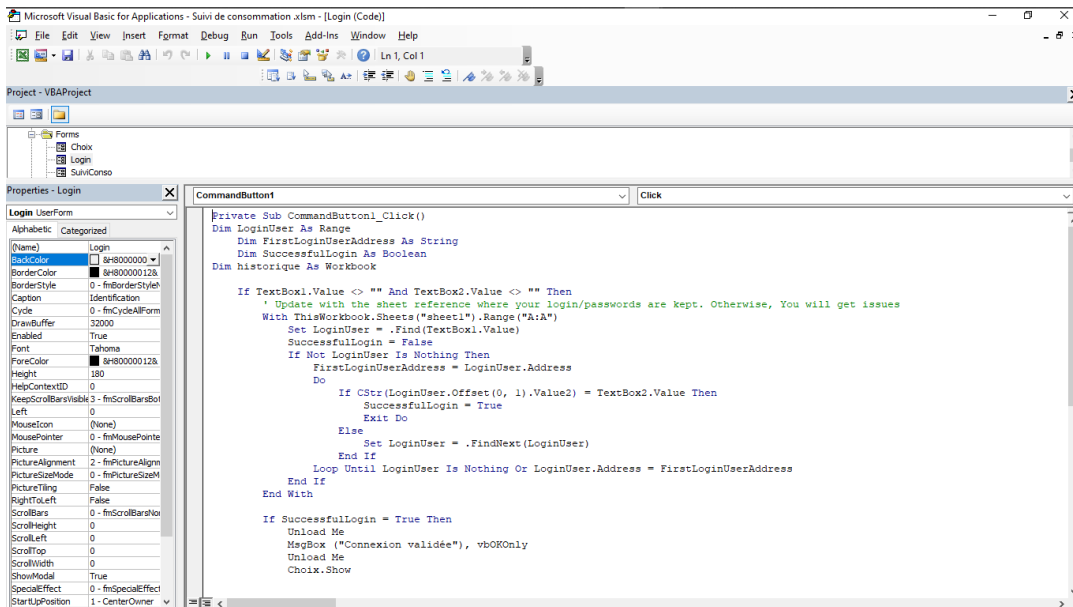 Microsoft Visual Basic for Applications - Suivi de consommation .xlsm - [Login (Code)]
File Edit View Insert Format Debug Run Tools Add-Ins Window Help
Ln 1, Col 1
Project - VBAProject
Forms
Choix
Login
SuiviConso
Properties - Login
Login UserForm
Alphabetic Categorized
(Name) Login
BackColor &H8000000
BorderColor &H80000012&
BorderStyle 0 - fmBorderStyleN
Caption Identification
Cycle 0 - fmCycleAllForm
DrawBuffer 32000
Enabled True
Font Tahoma
ForeColor &H80000012&
Height 180
HelpContextID 0
KeepScrollBarsVisible 3 - fmScrollBarsBot
Left 0
MouseIcon (None)
MousePointer 0 - fmMousePointe
Picture (None)
PictureAlignment 2 - fmPictureAlignm
PictureSizeMode 0 - fmPictureSizeM
PictureTiling False
RightToLeft False
ScrollBars 0 - fmScrollBarsNon
ScrollHeight 0
ScrollLeft 0
ScrollTop 0
ScrollWidth 0
ShowModal True
SpecialEffect 0 - fmSpecialEffect
StartUpPosition 1 - CenterOwner
CommandButton1 Click
Private Sub CommandButton1_Click()
Dim LoginUser As Range
Dim FirstLoginUserAddress As String
Dim SuccessfulLogin As Boolean
Dim historique As Workbook
If TextBox1.Value <> "" And TextBox2.Value <> "" Then
' Update with the sheet reference where your login/passwords are kept. Otherwise, You will get issues
With ThisWorkbook.Sheets("sheet1").Range("A:A")
Set LoginUser = .Find(TextBox1.Value)
SuccessfulLogin = False
If Not LoginUser Is Nothing Then
FirstLoginUserAddress = LoginUser.Address
Do
If CStr(LoginUser.Offset(0, 1).Value2) = TextBox2.Value Then
SuccessfulLogin = True
Exit Do
Else
Set LoginUser = .FindNext(LoginUser)
End If
Loop Until LoginUser Is Nothing Or LoginUser.Address = FirstLoginUserAddress
End If
End With
If SuccessfulLogin = True Then
Unload Me
MsgBox ("Connexion validée"), vbOKOnly
Unload Me
Choix.Show